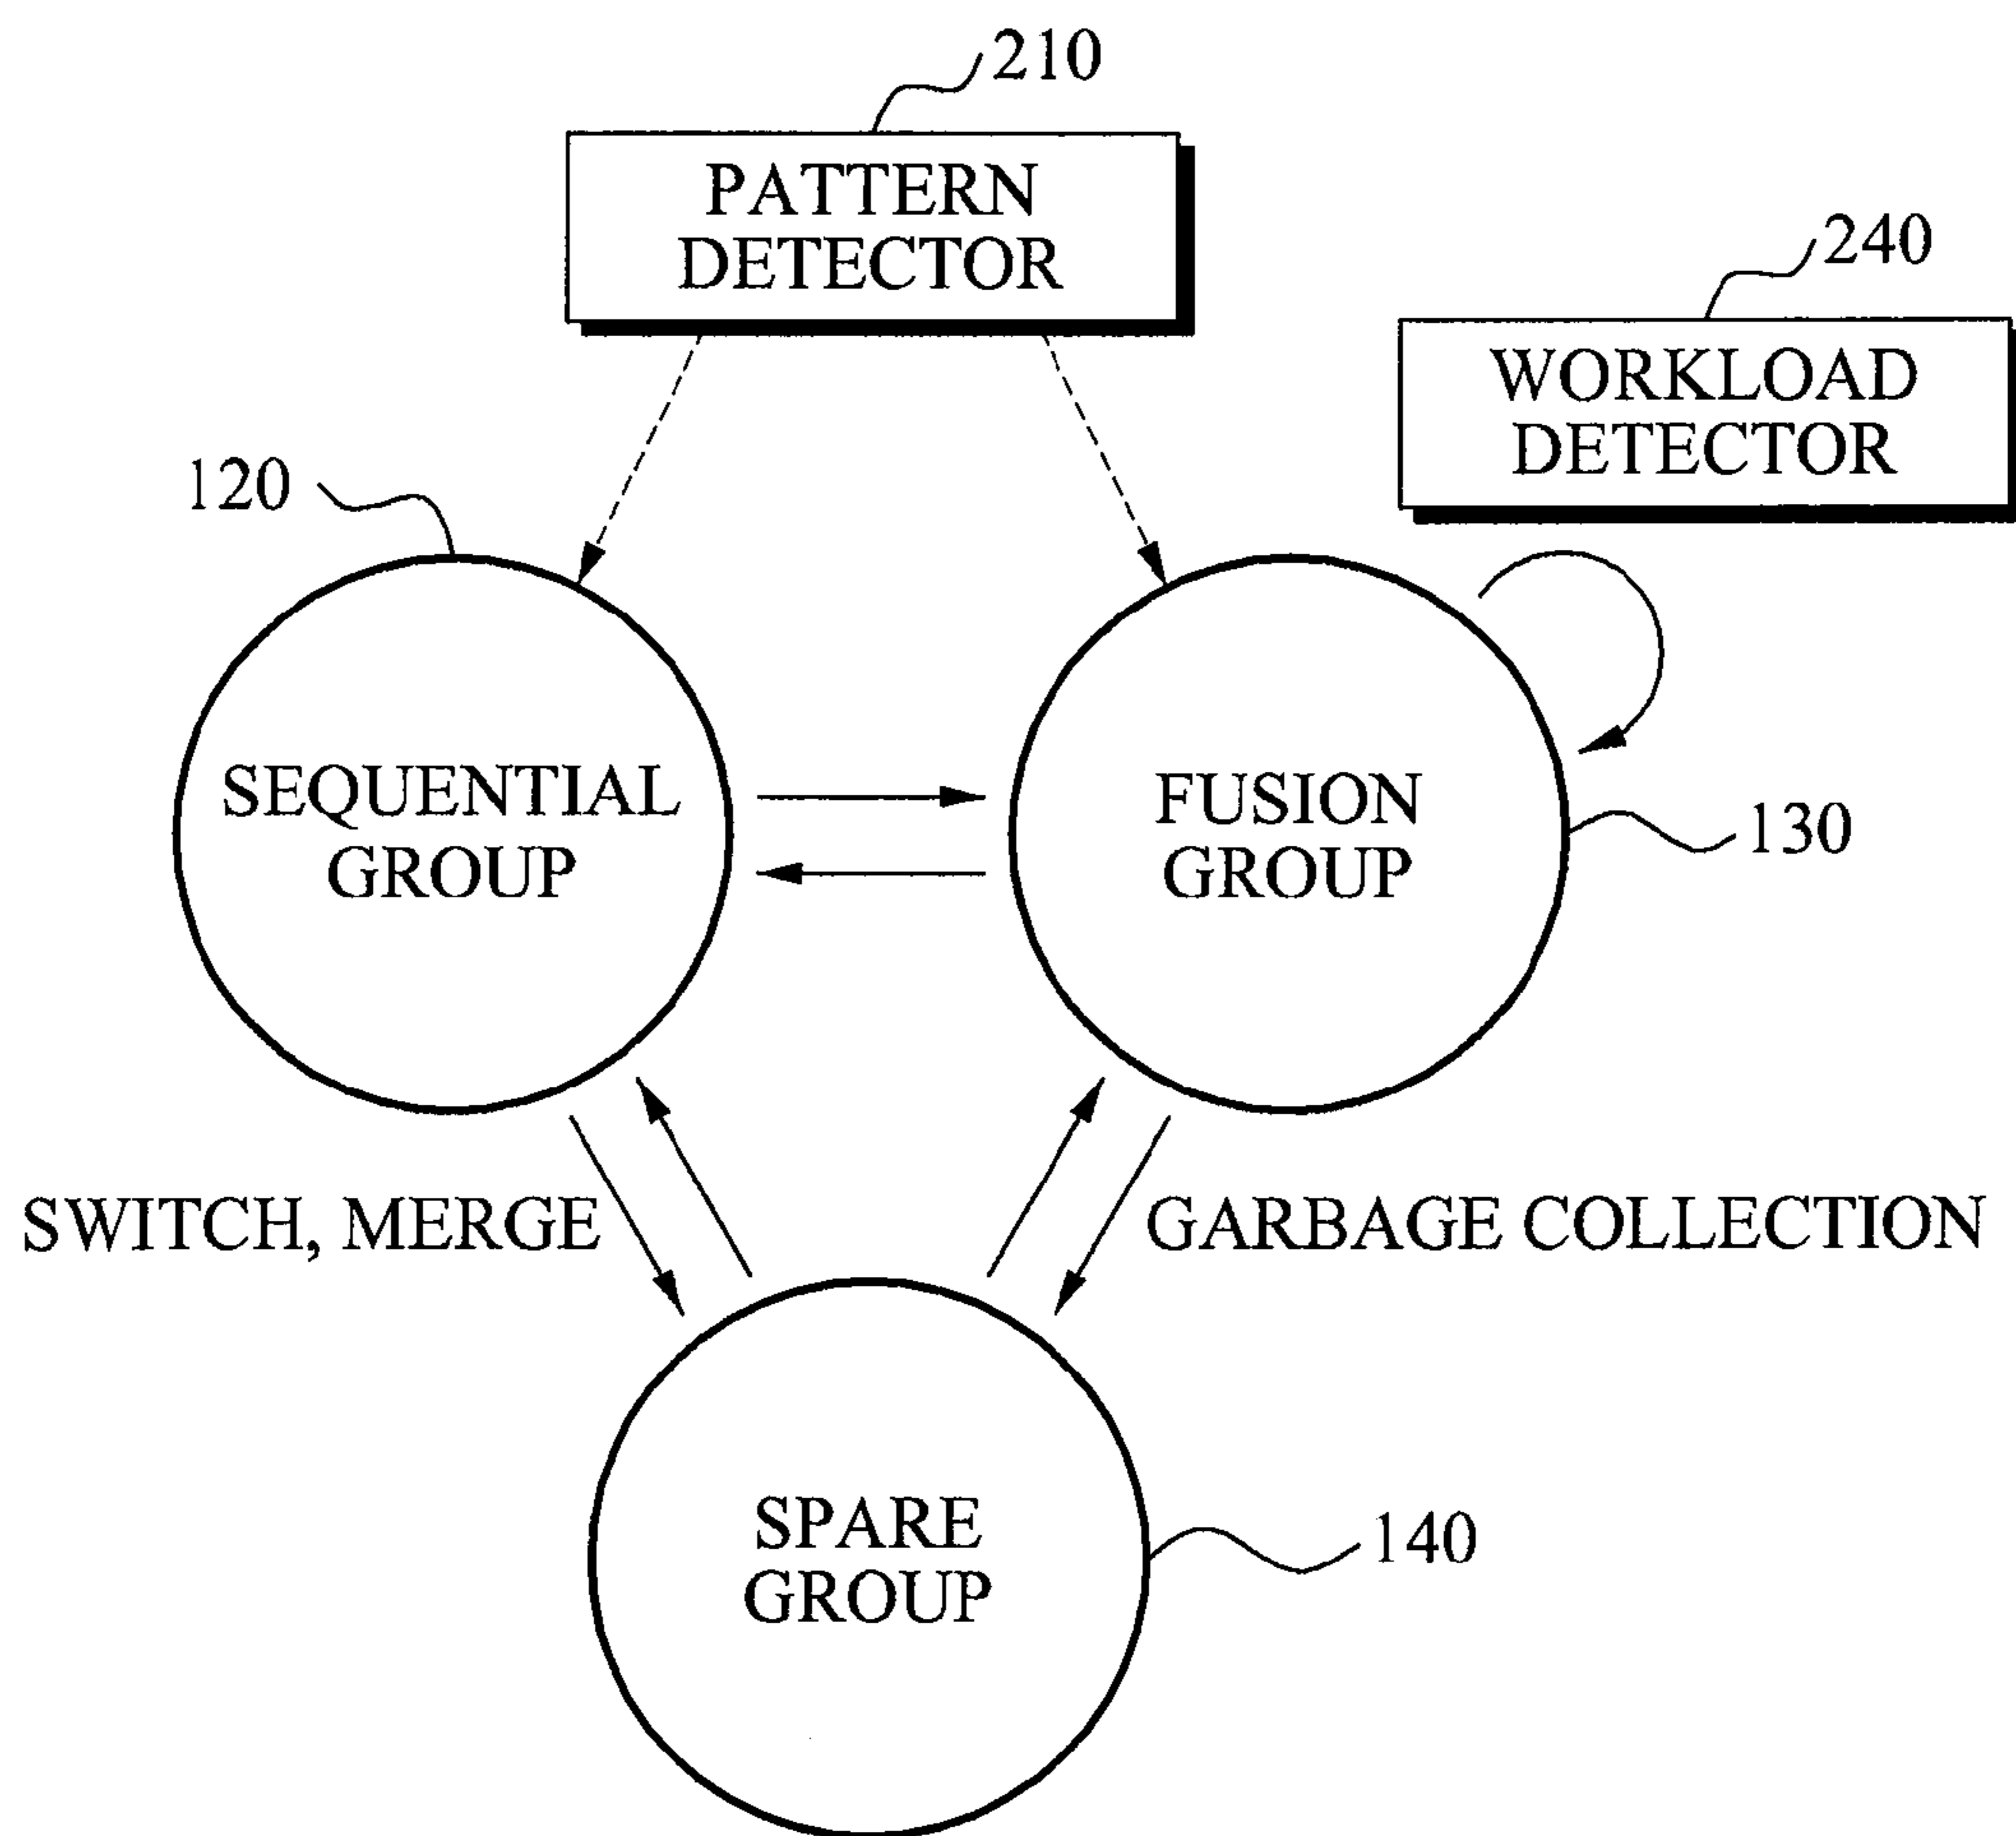 210
PATTERN
DETECTOR
240
WORKLOAD
DETECTOR
120
SEQUENTIAL
GROUP
FUSION
GROUP
130
SWITCH, MERGE
GARBAGE COLLECTION
SPARE
GROUP
140